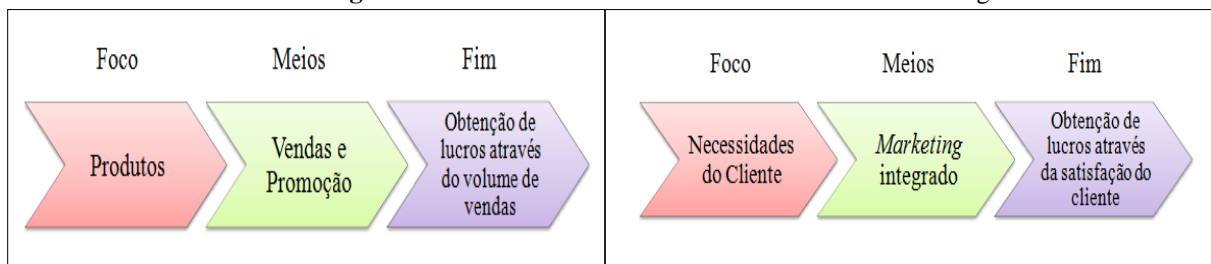 Foco
Meios
Fim
Produtos
Vendas e
Promoção
Obtenção de
lucros através
do volume de
vendas
Foco
Meios
Fim
Necessidades
do Cliente
Marketing
integrado
Obtenção de
lucros através
da satisfação do
cliente